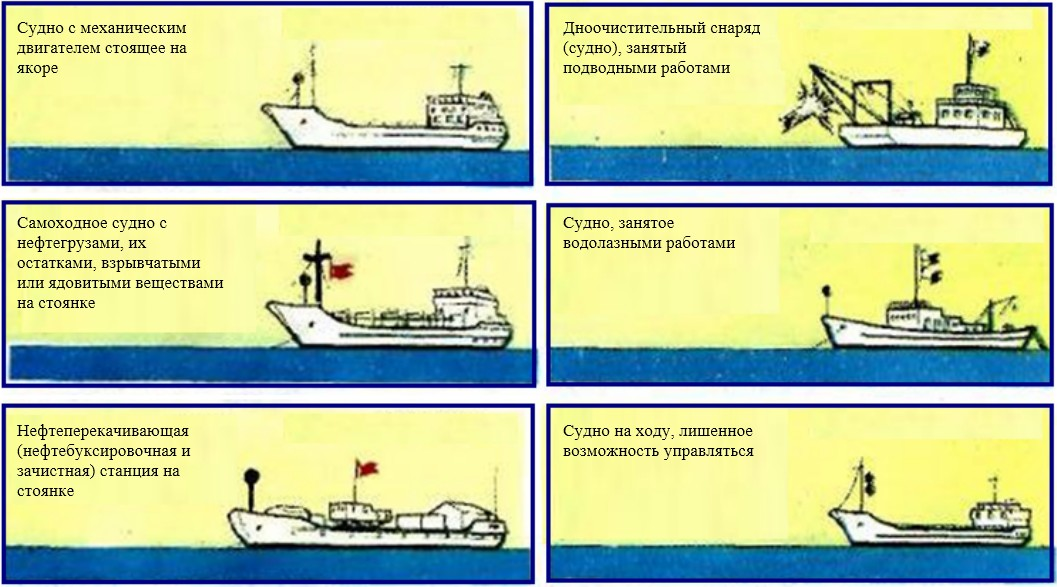 Судно с механическим
двигателем стоящее на
якоре
Дноочистительный снаряд
(судно), занятый
подводными работами
Самоходное судно с
нефтегрузами, их
остатками, взрывчатыми
или ядовитыми веществами
на стоянке
Судно, занятое
водолазными работами
Нефтеперекачивающая
(нефтебуксировочная и
зачистная) станция на
стоянке
Судно на ходу, лишенное
возможность управляться